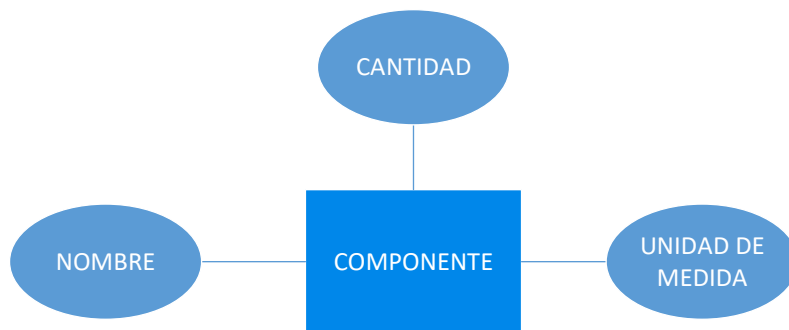 CANTIDAD
NOMBRE
COMPONENTE
UNIDAD DE
MEDIDA